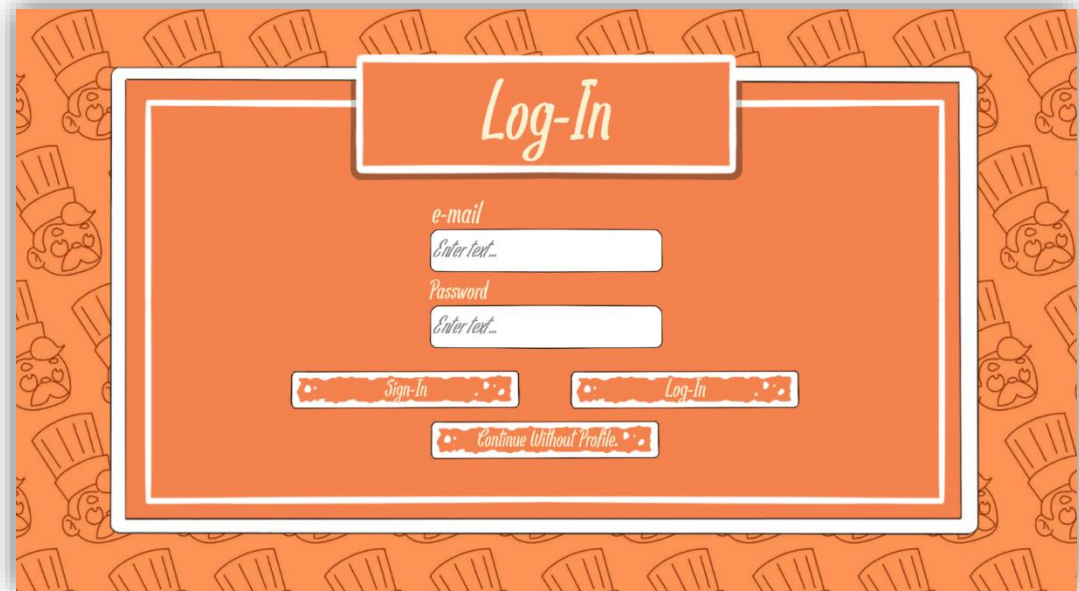 Log-In
e-mail
Enter text...
Password
Enter text...
Sign-In
Log-In
Continue Without Profile.